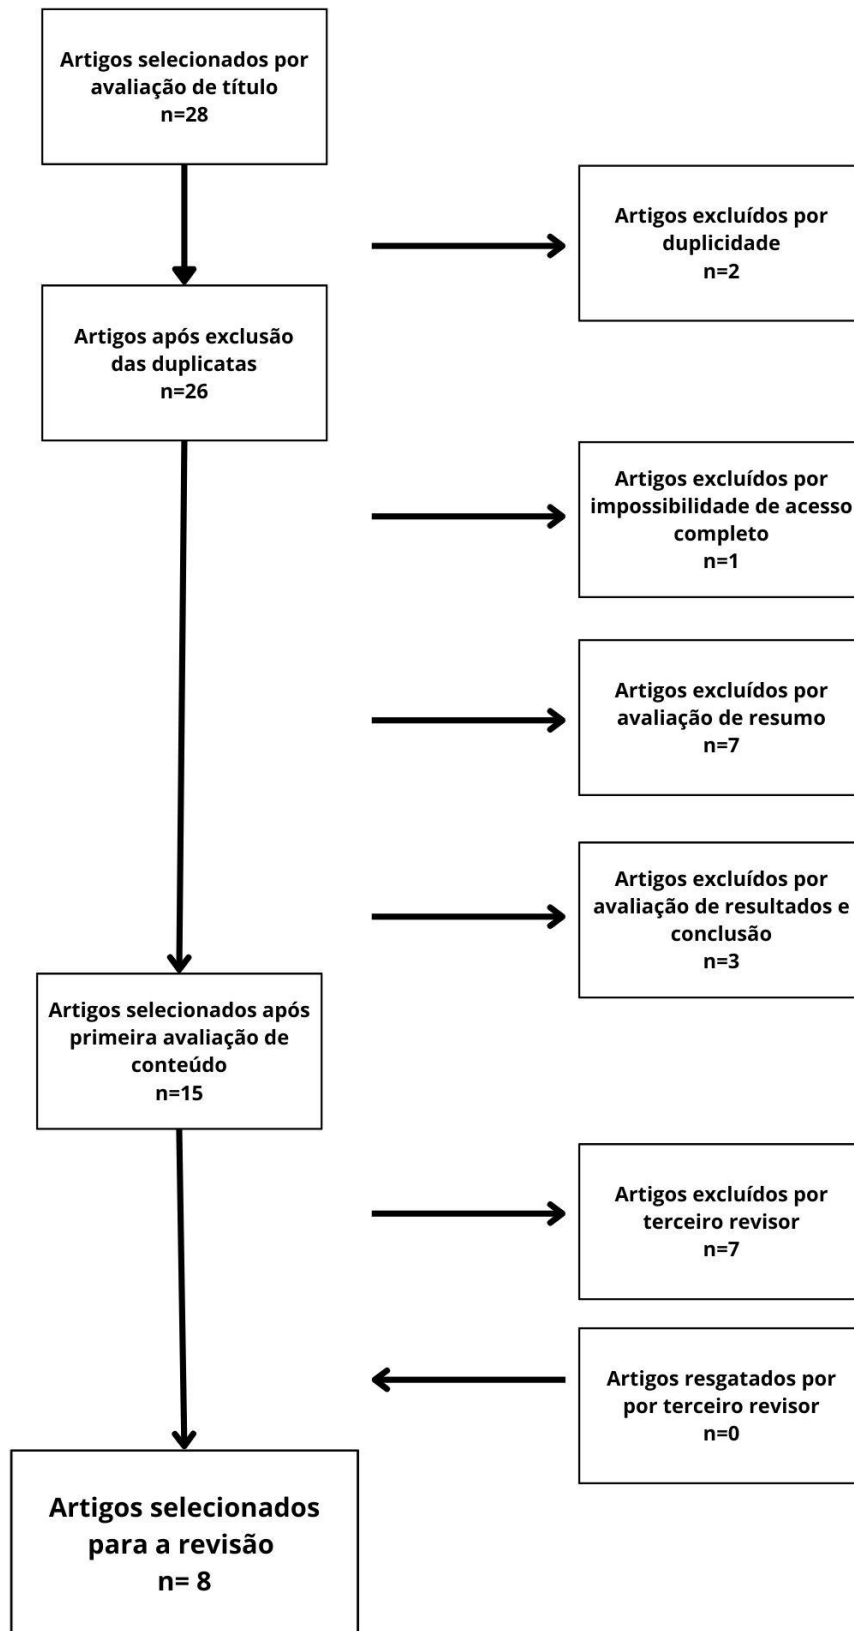 Artigos selecionados por
avaliação de título
n=28
Artigos excluídos por
duplicidade
n=2
Artigos após exclusão
das duplicatas
n=26
Artigos excluídos por
impossibilidade de acesso
completo
n=1
Artigos excluídos por
avaliação de resumo
n=7
Artigos excluídos por
avaliação de resultados e
conclusão
n=3
Artigos selecionados após
primeira avaliação de
conteúdo
n=15
Artigos excluídos por
terceiro revisor
n=7
Artigos resgatados por
por terceiro revisor
n=0
Artigos selecionados
para a revisão
n= 8